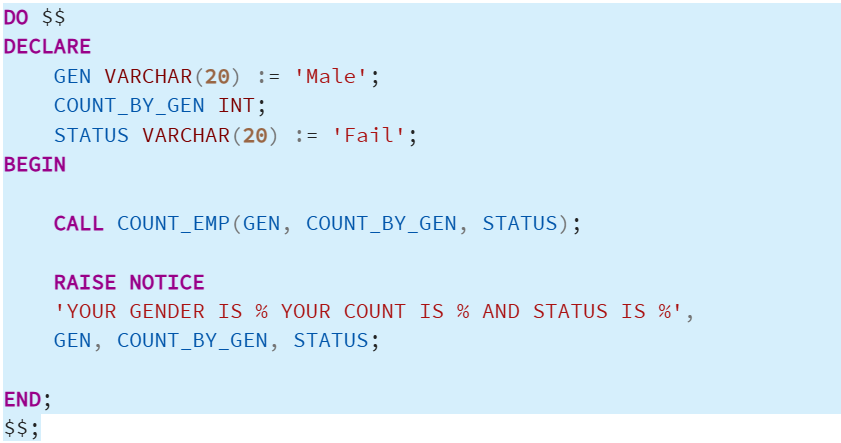 DO $$
DECLARE
    GEN VARCHAR(20) := 'Male';
    COUNT_BY_GEN INT;
    STATUS VARCHAR(20) := 'Fail';
BEGIN
    CALL COUNT_EMP(GEN, COUNT_BY_GEN, STATUS);
    RAISE NOTICE
    'YOUR GENDER IS % YOUR COUNT IS % AND STATUS IS %',
    GEN, COUNT_BY_GEN, STATUS;
END;
$$;